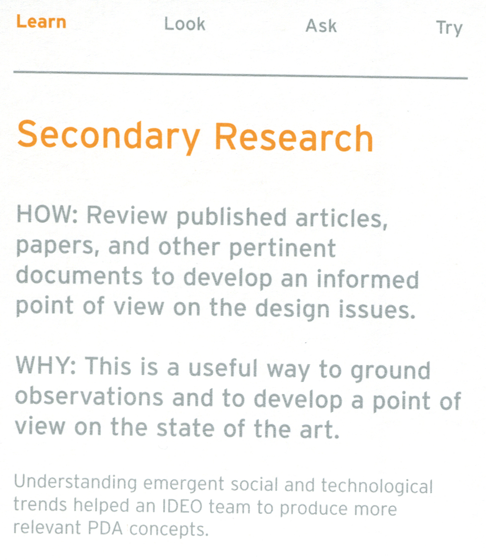 Learn Look Ask Try
Secondary Research
HOW: Review published articles,
papers, and other pertinent
documents to develop an informed
point of view on the design issues.
WHY: This is a useful way to ground
observations and to develop a point of
view on the state of the art.
Understanding emergent social and technological
trends helped an IDEO team to produce more
relevant PDA concepts.